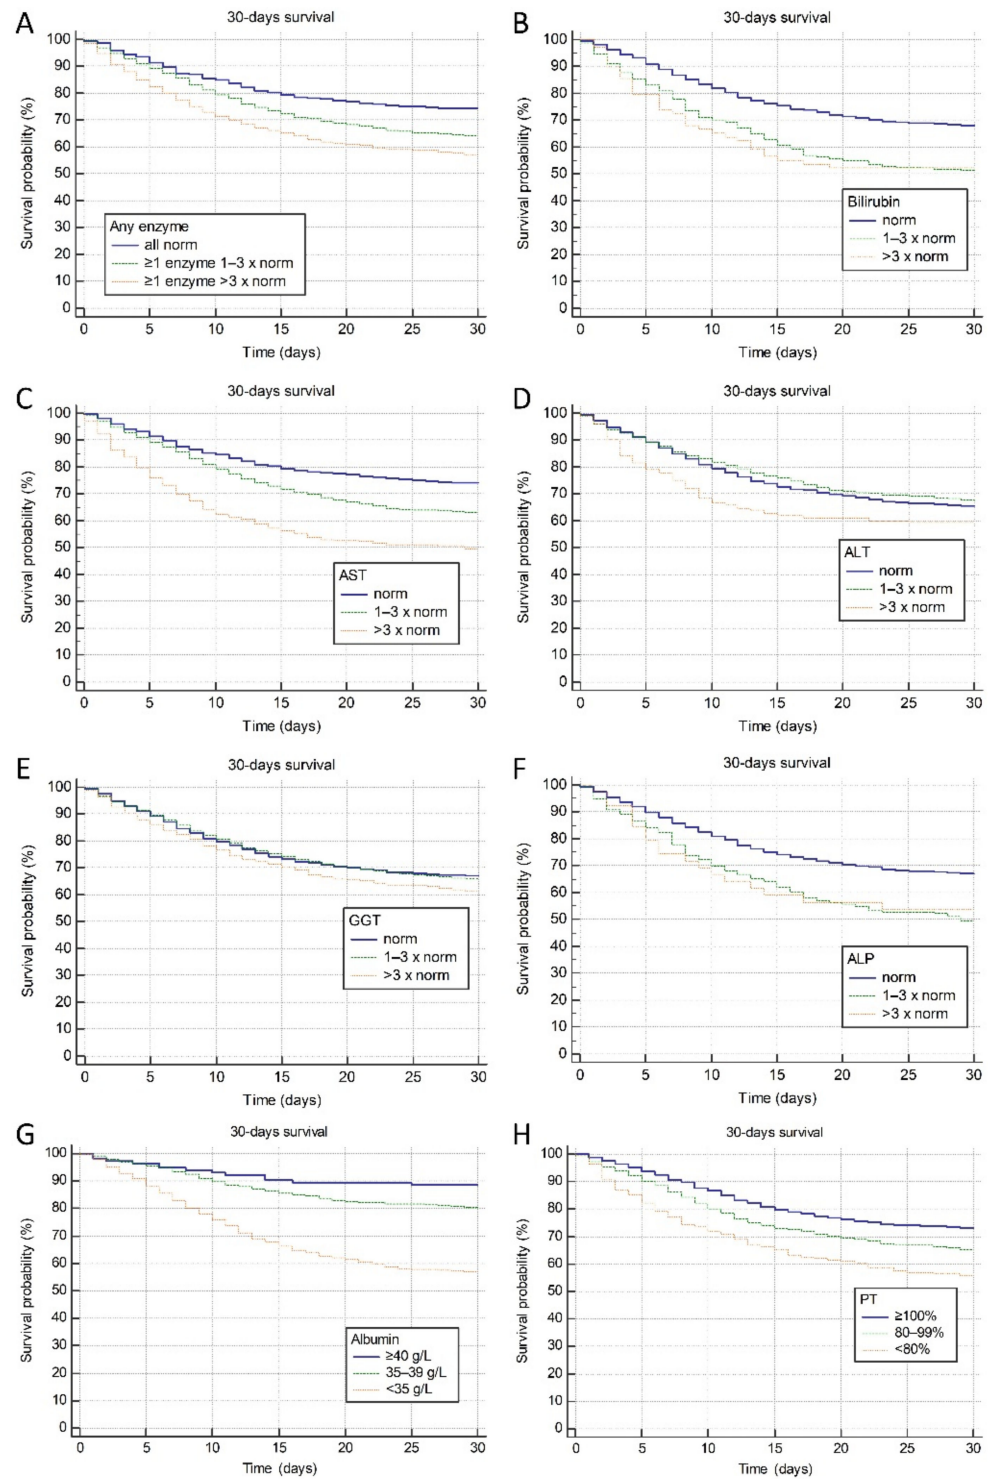 A
30-days survival
Survival probability (%)
100
90
80
70
60
50
40
30
20
10
0
Any enzyme
all norm
≥1 enzyme 1–3 x norm
≥1 enzyme >3 x norm
0 5 10 15 20 25 30
Time (days)
B
30-days survival
Survival probability (%)
100
90
80
70
60
50
40
30
20
10
0
Bilirubin
norm
1–3 x norm
>3 x norm
0 5 10 15 20 25 30
Time (days)
C
30-days survival
Survival probability (%)
100
90
80
70
60
50
40
30
20
10
0
AST
norm
1–3 x norm
>3 x norm
0 5 10 15 20 25 30
Time (days)
D
30-days survival
Survival probability (%)
100
90
80
70
60
50
40
30
20
10
0
ALT
norm
1–3 x norm
>3 x norm
0 5 10 15 20 25 30
Time (days)
E
30-days survival
Survival probability (%)
100
90
80
70
60
50
40
30
20
10
0
GGT
norm
1–3 x norm
>3 x norm
0 5 10 15 20 25 30
Time (days)
F
30-days survival
Survival probability (%)
100
90
80
70
60
50
40
30
20
10
0
ALP
norm
1–3 x norm
>3 x norm
0 5 10 15 20 25 30
Time (days)
G
30-days survival
Survival probability (%)
100
90
80
70
60
50
40
30
20
10
0
Albumin
≥40 g/L
35–39 g/L
<35 g/L
0 5 10 15 20 25 30
Time (days)
H
30-days survival
Survival probability (%)
100
90
80
70
60
50
40
30
20
10
0
PT
≥100%
80–99%
<80%
0 5 10 15 20 25 30
Time (days)